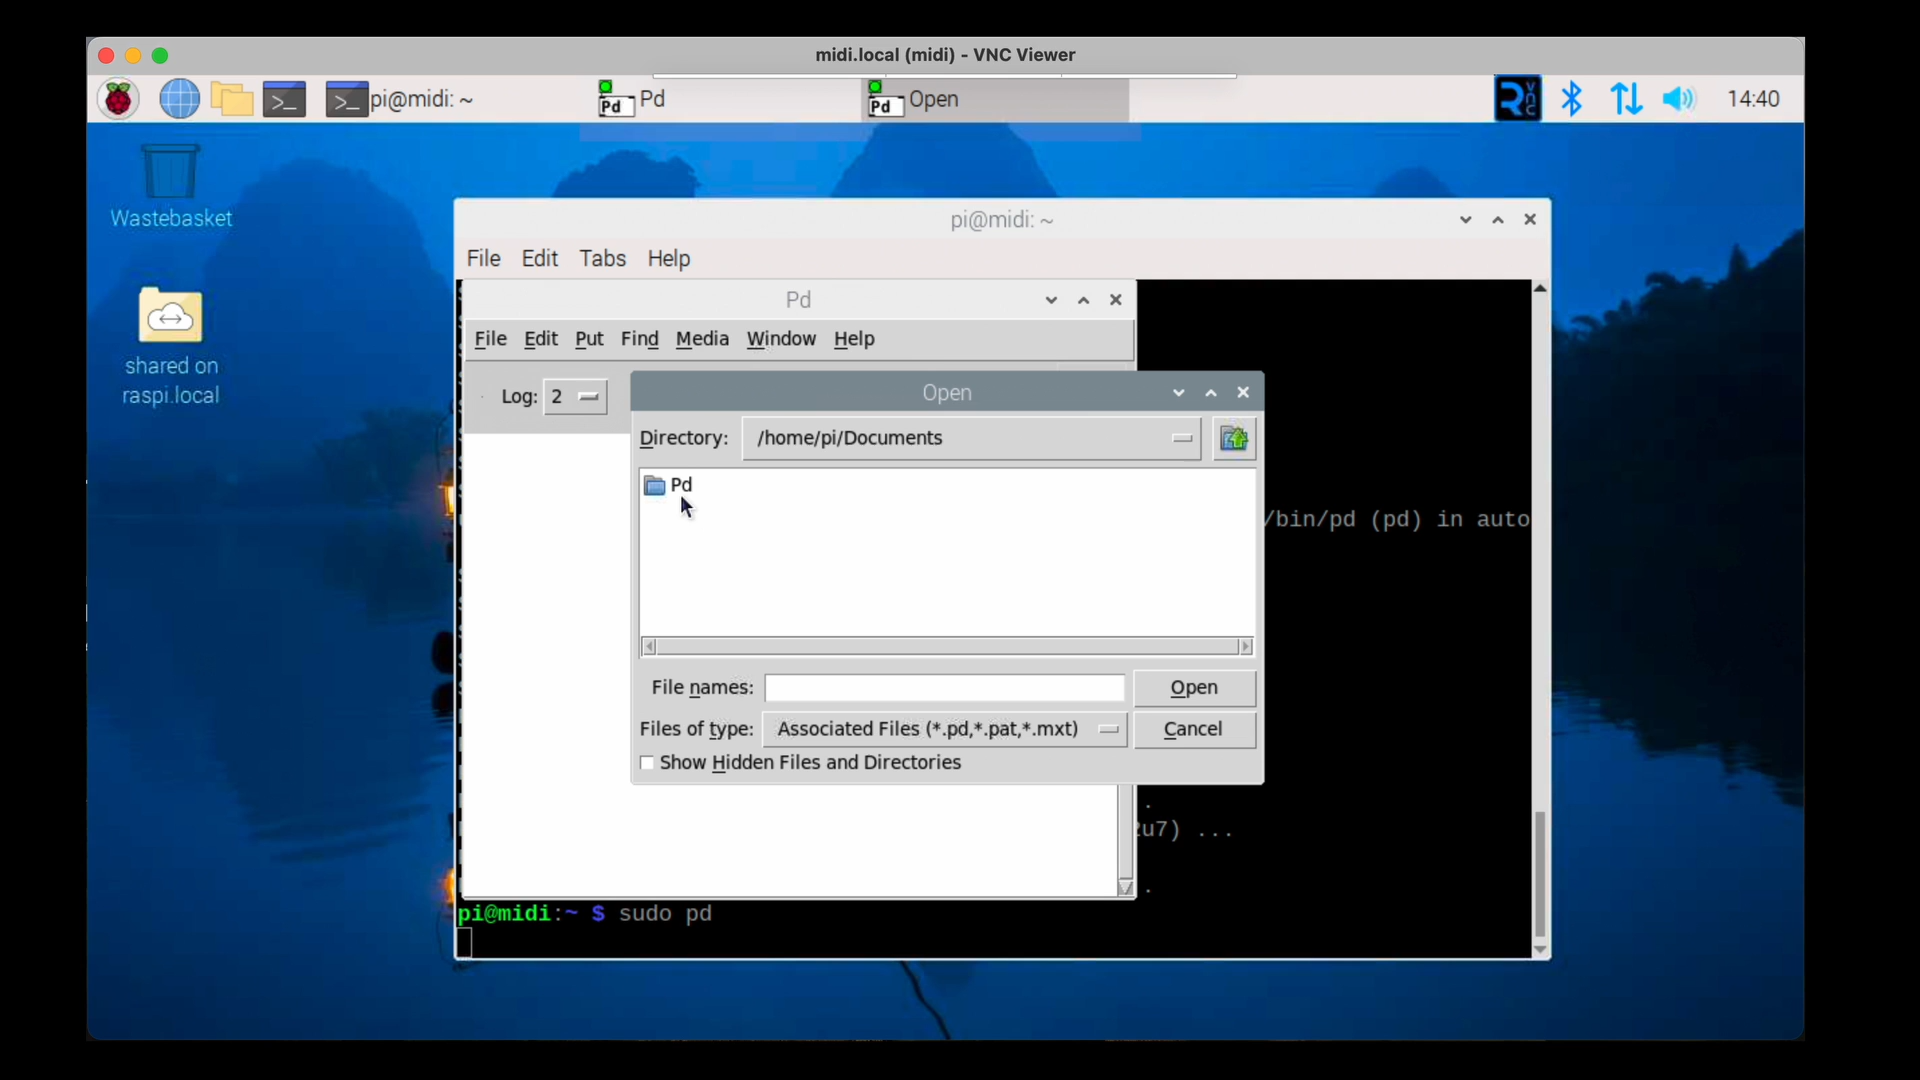 midi.local (midi) - VNC Viewer
pi@midi: ~
Pd
Pd
Pd
Open
14:40
Wastebasket
shared on
raspi.local
pi@midi: ~
File Edit Tabs Help
Pd
File Edit Put Find Media Window Help
Log: 2
Open
Directory: /home/pi/Documents
Pd
/bin/pd (pd) in auto
File names:
Open
Files of type: Associated Files (*.pd,*.pat,*.mxt)
Cancel
Show Hidden Files and Directories
.
u7) ...
.
pi@midi:~ $ sudo pd